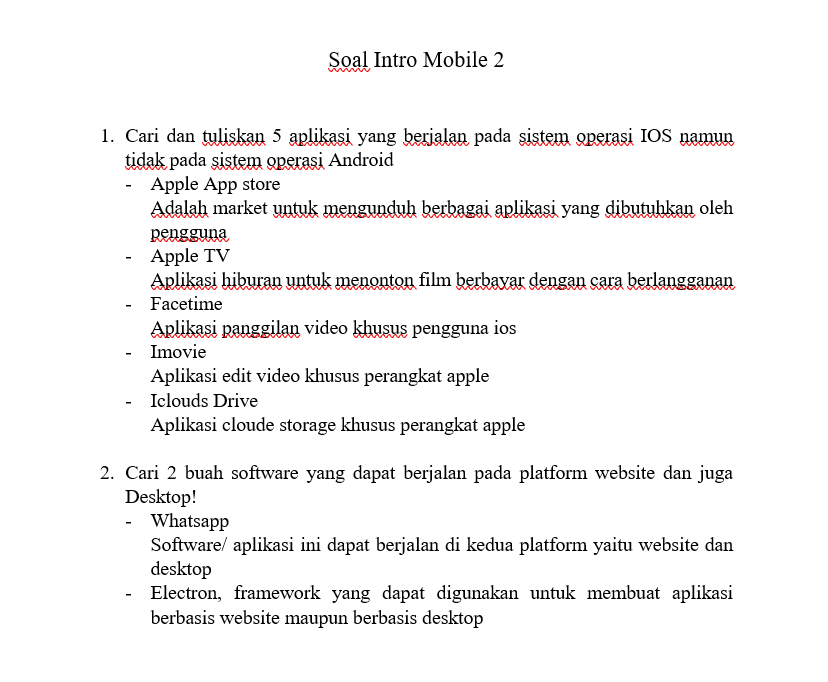 Soal Intro Mobile 2
1. Cari dan tuliskan 5 aplikasi yang berjalan pada sistem operasi IOS namun
tidak pada sistem operasi Android
- Apple App store
Adalah market untuk mengunduh berbagai aplikasi yang dibutuhkan oleh
pengguna
- Apple TV
Aplikasi hiburan untuk menonton film berbayar dengan cara berlangganan
- Facetime
Aplikasi panggilan video khusus pengguna ios
- Imovie
Aplikasi edit video khusus perangkat apple
- Iclouds Drive
Aplikasi cloude storage khusus perangkat apple
2. Cari 2 buah software yang dapat berjalan pada platform website dan juga
Desktop!
- Whatsapp
Software/ aplikasi ini dapat berjalan di kedua platform yaitu website dan
desktop
- Electron, framework yang dapat digunakan untuk membuat aplikasi
berbasis website maupun berbasis desktop